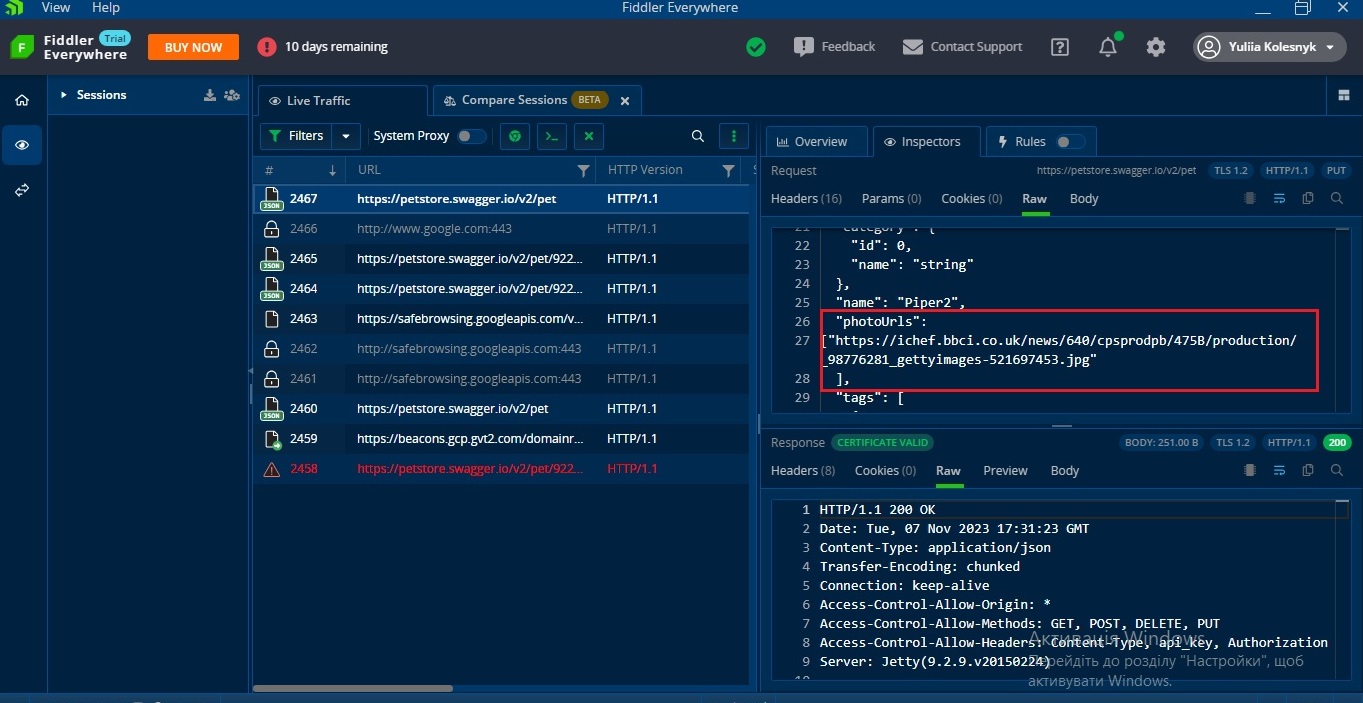 View Help Fiddler Everywhere
Fiddler Trial
Everywhere
BUY NOW
10 days remaining
Feedback
Contact Support
Yuliia Kolesnyk
Sessions
Live Traffic
Compare Sessions BETA
Filters
System Proxy
# URL HTTP Version
JSON 2467 https://petstore.swagger.io/v2/pet HTTP/1.1
2466 http://www.google.com:443 HTTP/1.1
JSON 2465 https://petstore.swagger.io/v2/pet/922... HTTP/1.1
JSON 2464 https://petstore.swagger.io/v2/pet/922... HTTP/1.1
2463 https://safebrowsing.googleapis.com/v... HTTP/1.1
2462 http://safebrowsing.googleapis.com:443 HTTP/1.1
2461 http://safebrowsing.googleapis.com:443 HTTP/1.1
JSON 2460 https://petstore.swagger.io/v2/pet HTTP/1.1
2459 https://beacons.gcp.gvt2.com/domainr... HTTP/1.1
2458 https://petstore.swagger.io/v2/pet/922... HTTP/1.1
Overview Inspectors Rules
Request https://petstore.swagger.io/v2/pet TLS 1.2 HTTP/1.1 PUT
Headers (16) Params (0) Cookies (0) Raw Body
21 "category": {
22 "id": 0,
23 "name": "string"
24 },
25 "name": "Piper2",
26 "photoUrls":
27 ["https://ichef.bbci.co.uk/news/640/cpsprodpb/475B/production/
_98776281_gettyimages-521697453.jpg"
28 ],
29 "tags": [
Response CERTIFICATE VALID BODY: 251.00 B TLS 1.2 HTTP/1.1 200
Headers (8) Cookies (0) Raw Preview Body
1 HTTP/1.1 200 OK
2 Date: Tue, 07 Nov 2023 17:31:23 GMT
3 Content-Type: application/json
4 Transfer-Encoding: chunked
5 Connection: keep-alive
6 Access-Control-Allow-Origin: *
7 Access-Control-Allow-Methods: GET, POST, DELETE, PUT
8 Access-Control-Allow-Headers: Content-Type, api_key, Authorization
9 Server: Jetty(9.2.9.v20150224)
10
Активація Windows
Перейдіть до розділу "Настройки", щоб
активувати Windows.